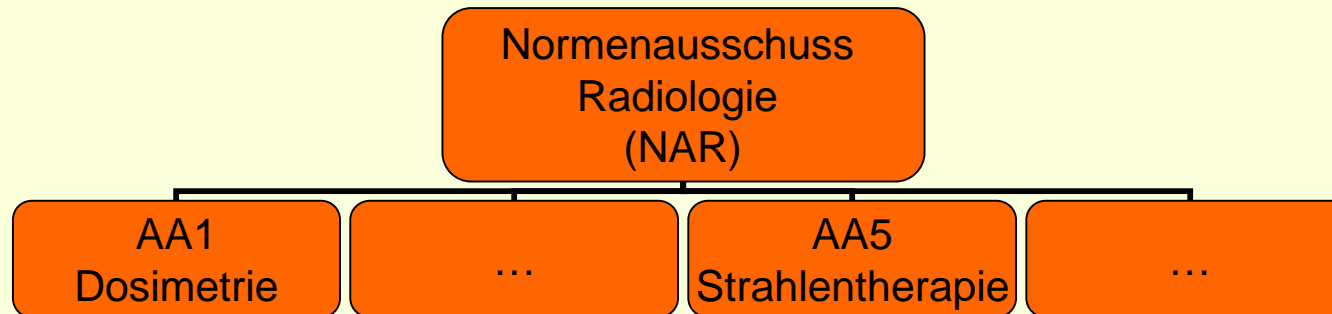 Normenausschuss
Radiologie
(NAR)
AA1
Dosimetrie
…
AA5
Strahlentherapie
…